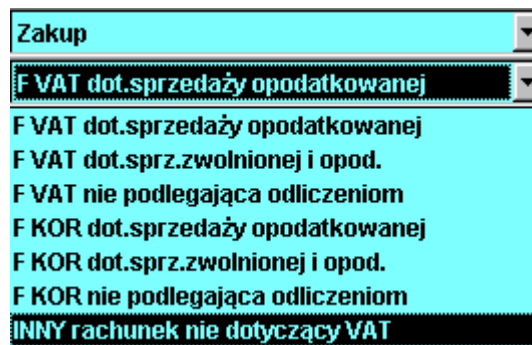 Zakup
F VAT dot.sprzedaży opodatkowanej
F VAT dot.sprzedaży opodatkowanej
F VAT dot.sprz.zwolnionej i opod.
F VAT nie podlegająca odliczeniom
F KOR dot.sprzedaży opodatkowanej
F KOR dot.sprz.zwolnionej i opod.
F KOR nie podlegająca odliczeniom
INNY rachunek nie dotyczący VAT